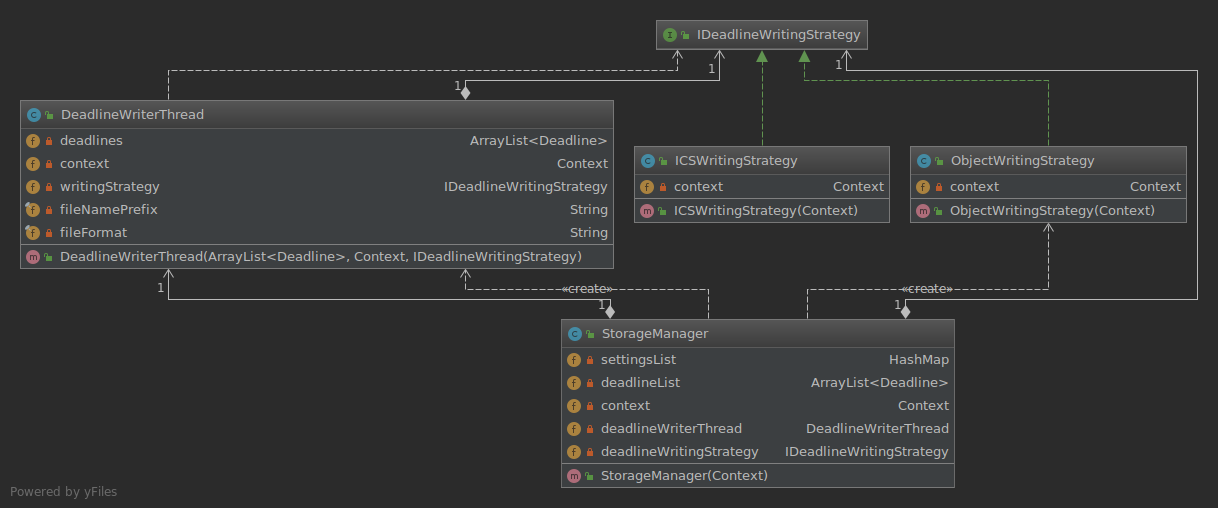 IDeadlineWritingStrategy
1
1
1
DeadlineWriterThread
deadlines ArrayList<Deadline>
context Context
writingStrategy IDeadlineWritingStrategy
fileNamePrefix String
fileFormat String
DeadlineWriterThread(ArrayList<Deadline>, Context, IDeadlineWritingStrategy)
ICSWritingStrategy
context Context
ICSWritingStrategy(Context)
ObjectWritingStrategy
context Context
ObjectWritingStrategy(Context)
1
«create»
«create»
1
1
StorageManager
settingsList HashMap
deadlineList ArrayList<Deadline>
context Context
deadlineWriterThread DeadlineWriterThread
deadlineWritingStrategy IDeadlineWritingStrategy
StorageManager(Context)
Powered by yFiles